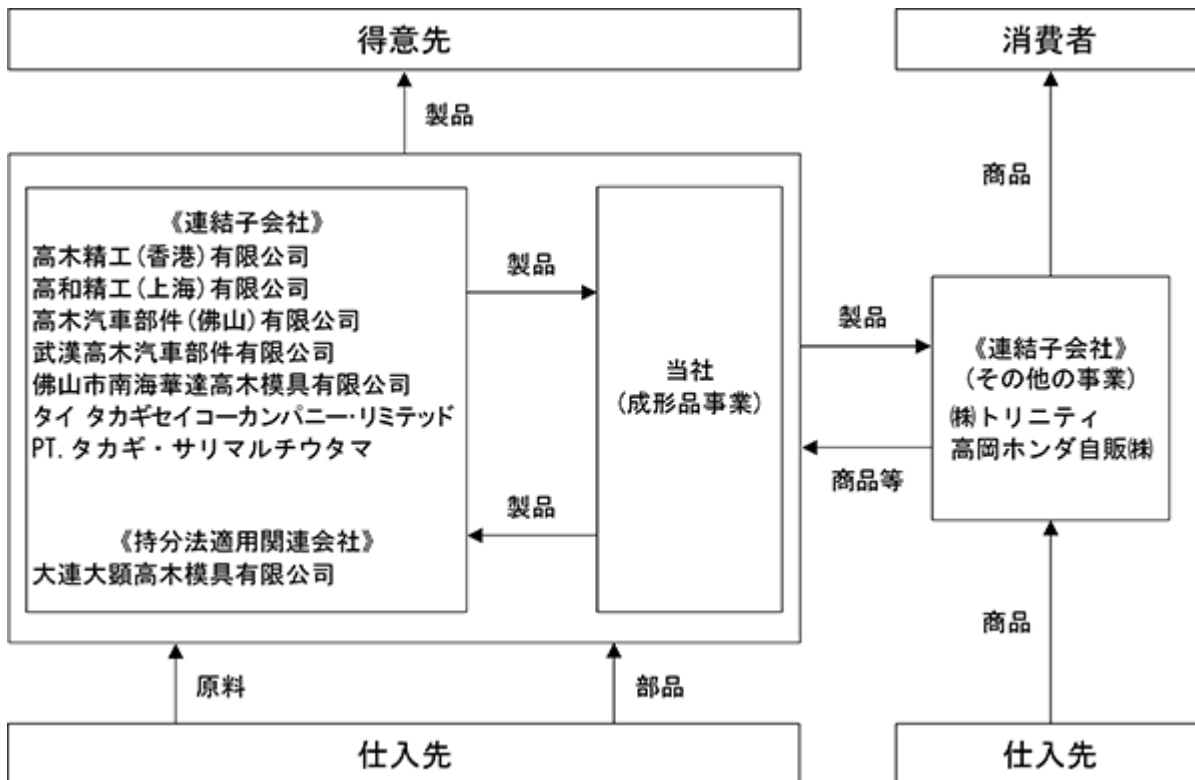 得意先
消費者
製品
商品
《連結子会社》
高木精工(香港)有限公司
高和精工(上海)有限公司
高木汽車部件(佛山)有限公司
武漢高木汽車部件有限公司
佛山市南海華達高木模具有限公司
タイ タカギセイコーカンパニー・リミテッド
PT. タカギ・サリマルチウタマ
《持分法適用関連会社》
大連大顕高木模具有限公司
製品
製品
当社
(成形品事業)
製品
商品等
《連結子会社》
(その他の事業)
㈱トリニティ
高岡ホンダ自販㈱
原料
部品
商品
仕入先
仕入先